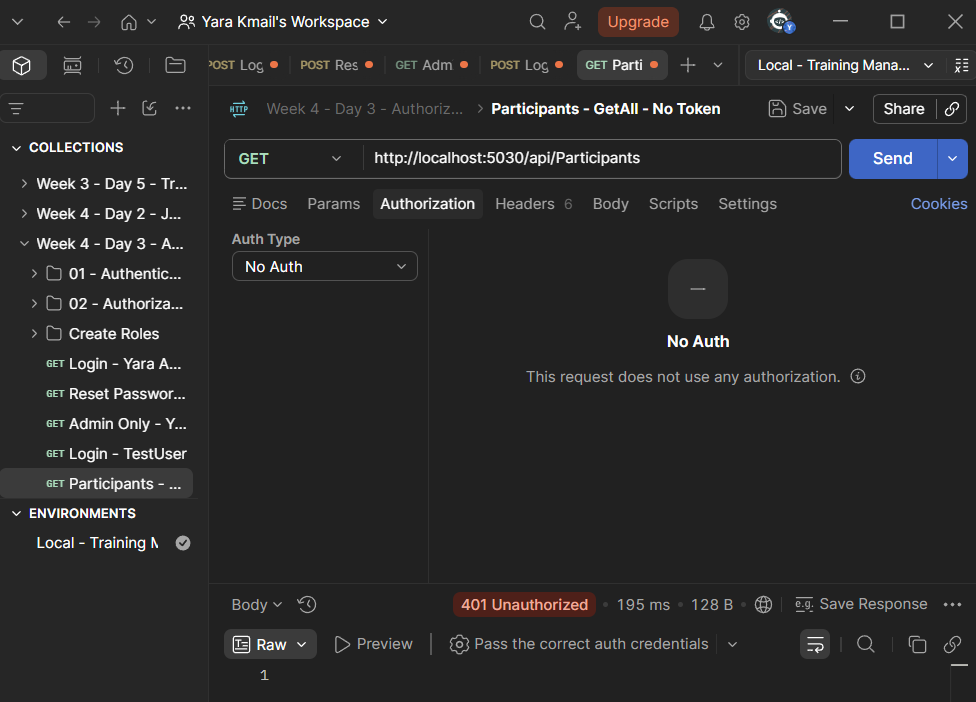 Yara Kmail's Workspace
Upgrade
POST Log
POST Res
GET Adm
POST Log
GET Parti
Local - Training Mana...
HTTP Week 4 - Day 3 - Authoriz... > Participants - GetAll - No Token
Save
Share
COLLECTIONS
Week 3 - Day 5 - Tr...
Week 4 - Day 2 - J...
Week 4 - Day 3 - A...
01 - Authentic...
02 - Authoriza...
Create Roles
GET Login - Yara A...
GET Reset Passwor...
GET Admin Only - Y...
GET Login - TestUser
GET Participants - ...
ENVIRONMENTS
Local - Training M
GET
http://localhost:5030/api/Participants
Send
Docs Params Authorization Headers 6 Body Scripts Settings
Cookies
Auth Type
No Auth
No Auth
This request does not use any authorization.
Body
401 Unauthorized • 195 ms • 128 B
e.g. Save Response
Raw
Preview
Pass the correct auth credentials
1